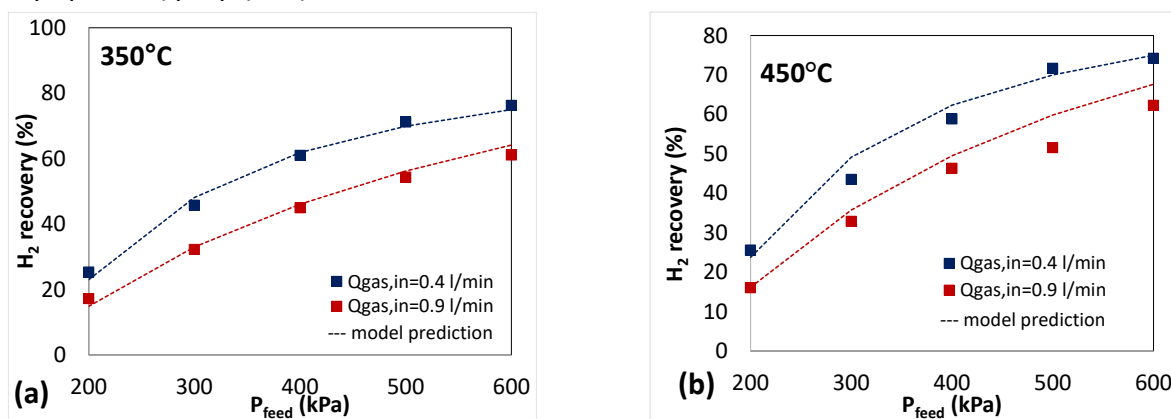 350°C
H2 recovery (%)
100
80
60
40
20
0
Qgas,in=0.4 l/min
Qgas,in=0.9 l/min
--- model prediction
200 300 400 500 600
Pfeed (kPa)
(a)
450°C
H2 recovery (%)
80
70
60
50
40
30
20
10
0
Qgas,in=0.4 l/min
Qgas,in=0.9 l/min
--- model prediction
200 300 400 500 600
Pfeed (kPa)
(b)